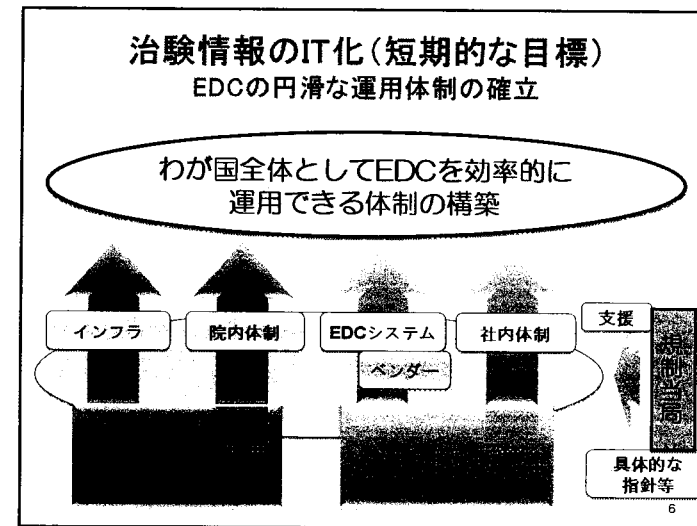 治験情報のIT化（短期的な目標）
EDCの円滑な運用体制の確立
わが国全体としてEDCを効率的に
運用できる体制の構築
インフラ
院内体制
EDCシステム
社内体制
支援
ベンダー
規制当局
具体的な
指針等
6